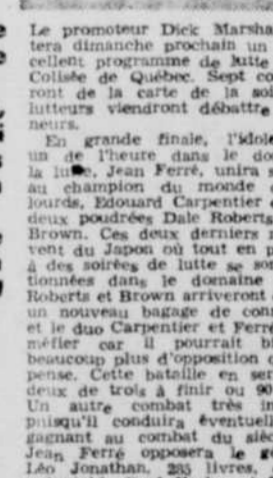 Le promoteur Dick Marsha
tera dimanche prochain un
cellent programme de lutte
Colisée de Québec. Sept co
ront de la carte de la soi
lutteurs viendront débattre
neurs.
En grande finale, l'idole
un de l'heure dans le do
la lutte, Jean Ferré, unira s
au champion du monde
lourds, Edouard Carpentier
deux poudrées Dale Roberts
Brown. Ces deux derniers
vent du Japon où tout en p
à des soirées de lutte se so
tionnées dans le domaine
Roberts et Brown arriveront
un nouveau bagage de con
et le duo Carpentier et Ferré
méfier car il pourrait b
beaucoup plus d'opposition
pense. Cette bataille en ser
deux de trois à finir ou 90
Un autre combat très in
puisqu'il conduira éventuell
gagnant au combat du sièc
Jean Ferré opposera le g
Léo Jonathan, 285 livres,